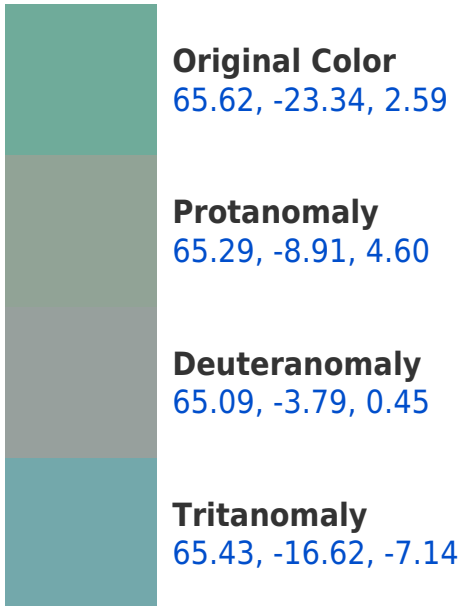 Original Color
65.62, -23.34, 2.59
Protanomaly
65.29, -8.91, 4.60
Deuteranomaly
65.09, -3.79, 0.45
Tritanomaly
65.43, -16.62, -7.14